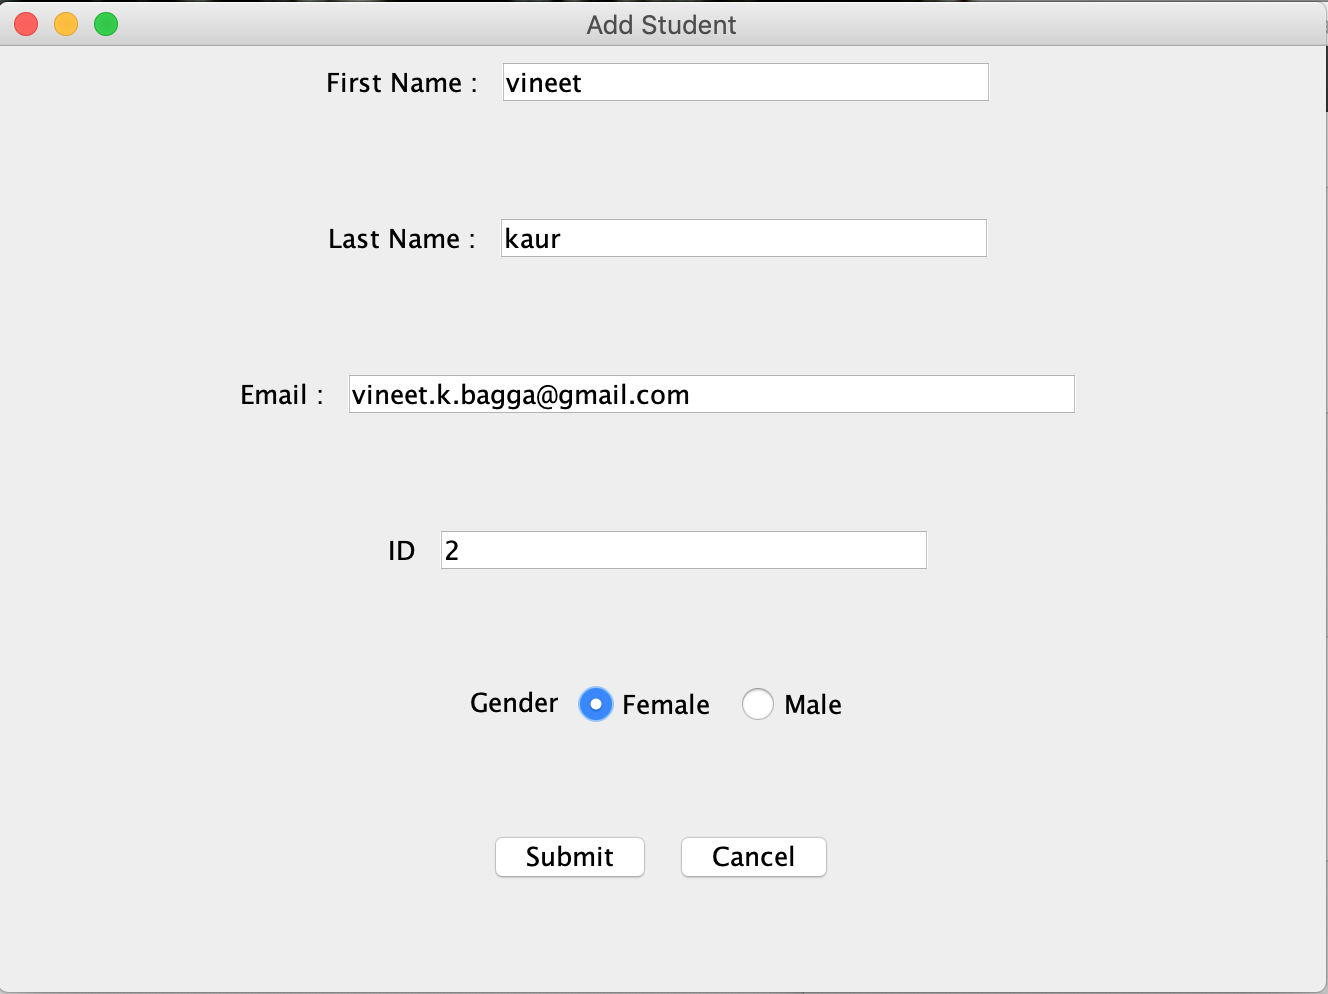 Add Student
First Name : vineet
Last Name : kaur
Email : vineet.k.bagga@gmail.com
ID 2
Gender Female Male
Submit Cancel